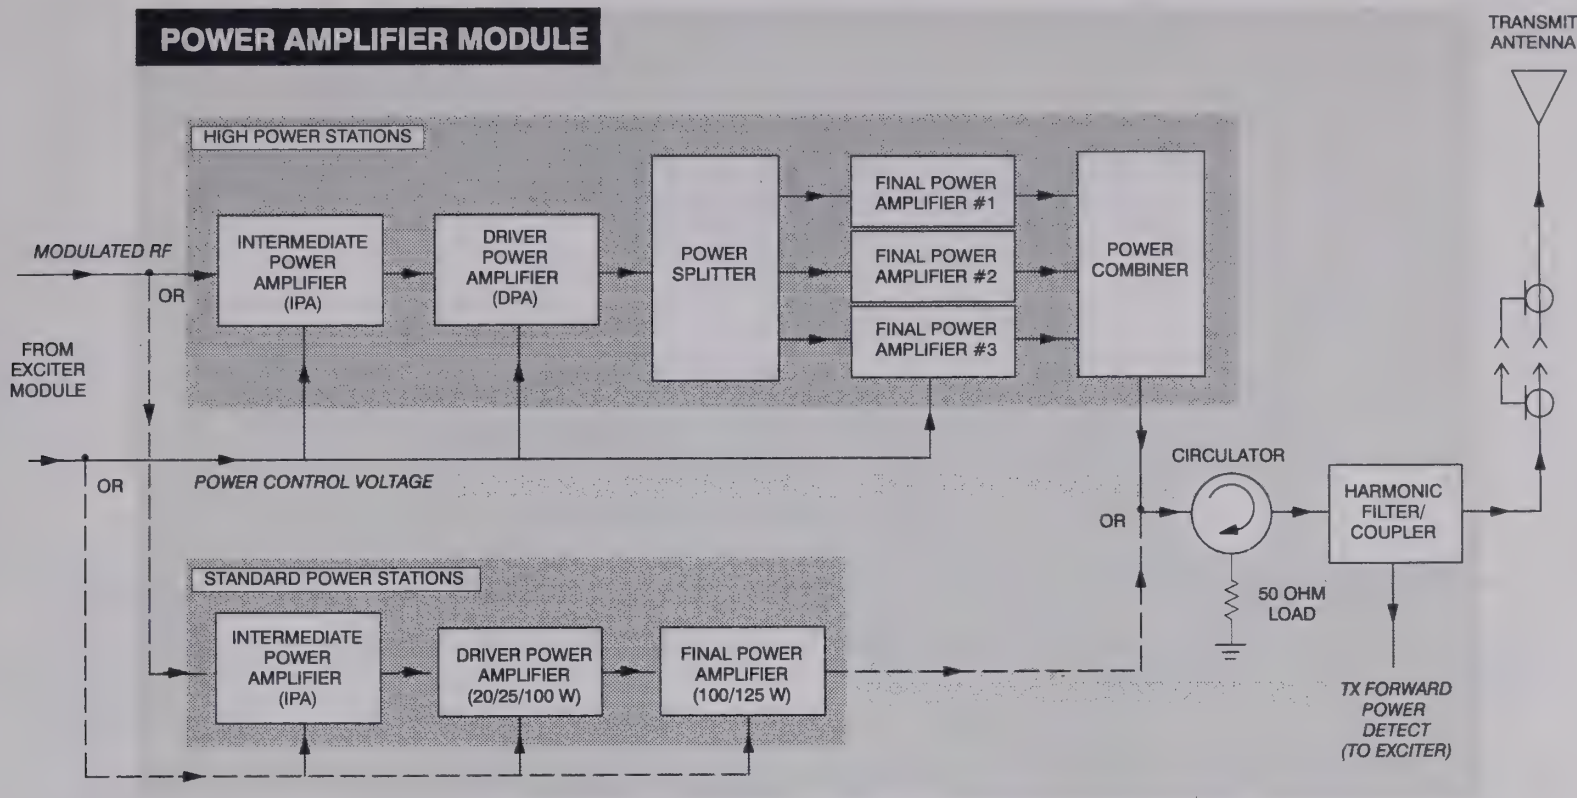 POWER AMPLIFIER MODULE
TRANSMIT
ANTENNA
HIGH POWER STATIONS
MODULATED RF
OR
FROM
EXCITER
MODULE
INTERMEDIATE
POWER
AMPLIFIER
(IPA)
DRIVER
POWER
AMPLIFIER
(DPA)
POWER
SPLITTER
FINAL POWER
AMPLIFIER #1
FINAL POWER
AMPLIFIER #2
FINAL POWER
AMPLIFIER #3
POWER
COMBINER
OR
POWER CONTROL VOLTAGE
OR
CIRCULATOR
HARMONIC
FILTER/
COUPLER
50 OHM
LOAD
STANDARD POWER STATIONS
INTERMEDIATE
POWER
AMPLIFIER
(IPA)
DRIVER POWER
AMPLIFIER
(20/25/100 W)
FINAL POWER
AMPLIFIER
(100/125 W)
TX FORWARD
POWER
DETECT
(TO EXCITER)